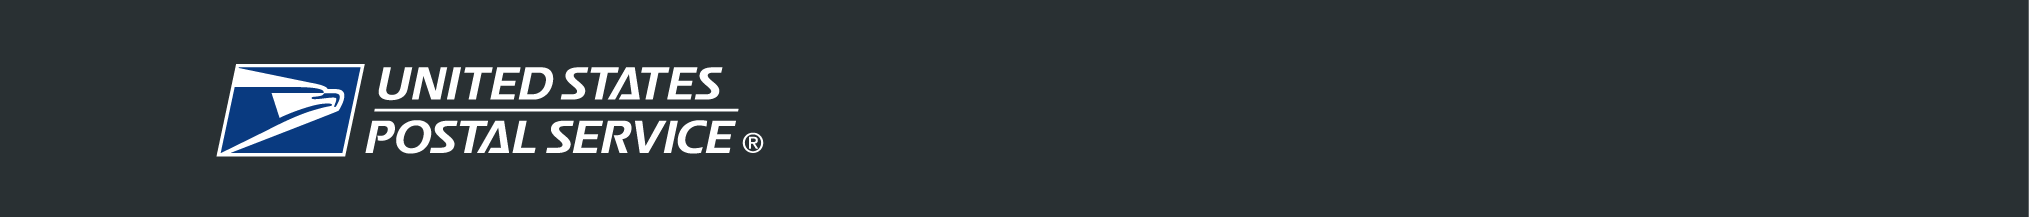 UNITED STATES
POSTAL SERVICE ®